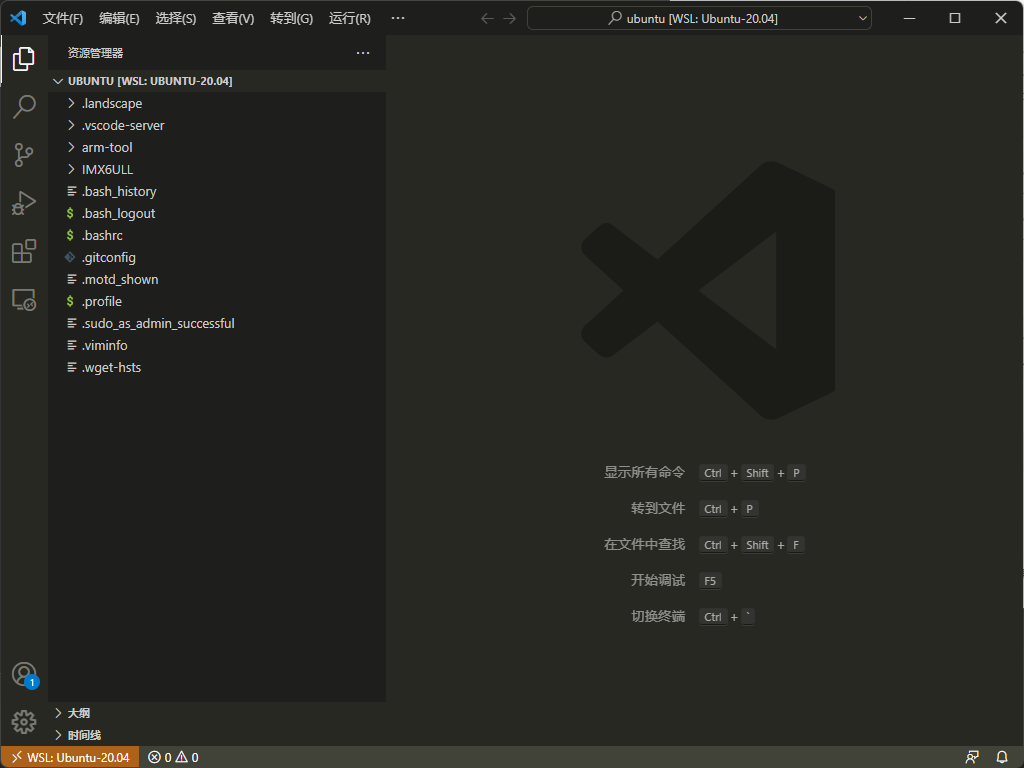 文件(F) 编辑(E) 选择(S) 查看(V) 转到(G) 运行(R) ··· ubuntu [WSL: Ubuntu-20.04]
资源管理器 ···
UBUNTU [WSL: UBUNTU-20.04]
.landscape
.vscode-server
arm-tool
IMX6ULL
.bash_history
$ .bash_logout
$ .bashrc
.gitconfig
.motd_shown
$ .profile
.sudo_as_admin_successful
.viminfo
.wget-hsts
显示所有命令 Ctrl + Shift + P
转到文件 Ctrl + P
在文件中查找 Ctrl + Shift + F
开始调试 F5
切换终端 Ctrl + `
1
大纲
时间线
WSL: Ubuntu-20.04 0 0